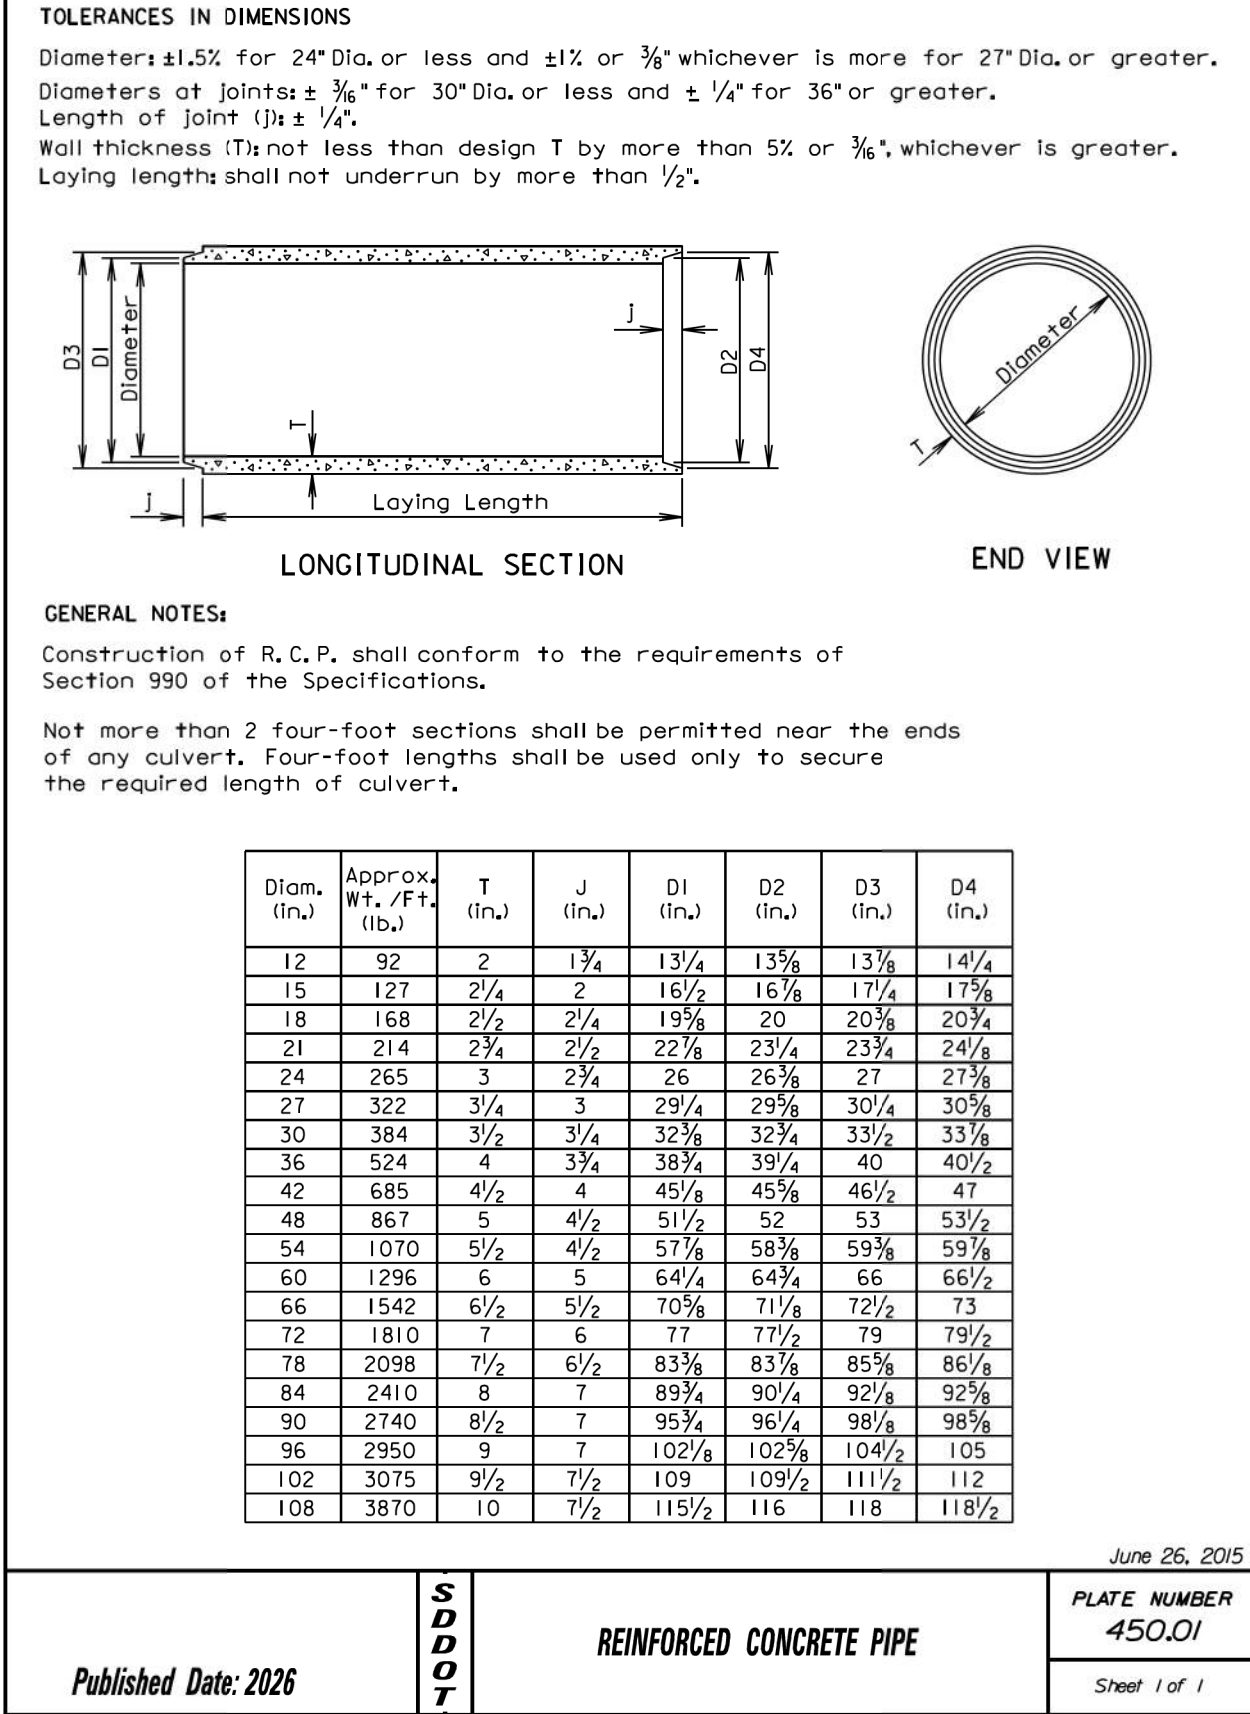 TOLERANCES IN DIMENSIONS
Diameter: ±1.5% for 24" Dia. or less and ±1% or 3/8" whichever is more for 27" Dia. or greater.
Diameters at joints: ± 3/16" for 30" Dia. or less and ± 1/4" for 36" or greater.
Length of joint (j): ± 1/4".
Wall thickness (T): not less than design T by more than 5% or 3/16", whichever is greater.
Laying length: shall not underrun by more than 1/2".
D3
D1
Diameter
T
j
D2
D4
j
Laying Length
LONGITUDINAL SECTION
Diameter
T
END VIEW
GENERAL NOTES:
Construction of R.C.P. shall conform to the requirements of
Section 990 of the Specifications.
Not more than 2 four-foot sections shall be permitted near the ends
of any culvert. Four-foot lengths shall be used only to secure
the required length of culvert.
Diam. (in.) Approx. Wt. /Ft. (lb.) T (in.) J (in.) D1 (in.) D2 (in.) D3 (in.) D4 (in.)
12 92 2 1 3/4 13 1/4 13 5/8 13 7/8 14 1/4
15 127 2 1/4 2 16 1/2 16 7/8 17 1/4 17 5/8
18 168 2 1/2 2 1/4 19 5/8 20 20 3/8 20 3/4
21 214 2 3/4 2 1/2 22 7/8 23 1/4 23 3/4 24 1/8
24 265 3 2 3/4 26 26 3/8 27 27 3/8
27 322 3 1/4 3 29 1/4 29 5/8 30 1/4 30 5/8
30 384 3 1/2 3 1/4 32 3/8 32 3/4 33 1/2 33 7/8
36 524 4 3 3/4 38 3/4 39 1/4 40 40 1/2
42 685 4 1/2 4 45 1/8 45 5/8 46 1/2 47
48 867 5 4 1/2 51 1/2 52 53 53 1/2
54 1070 5 1/2 4 1/2 57 7/8 58 3/8 59 3/8 59 7/8
60 1296 6 5 64 1/4 64 3/4 66 66 1/2
66 1542 6 1/2 5 1/2 70 5/8 71 1/8 72 1/2 73
72 1810 7 6 77 77 1/2 79 79 1/2
78 2098 7 1/2 6 1/2 83 3/8 83 7/8 85 5/8 86 1/8
84 2410 8 7 89 3/4 90 1/4 92 1/8 92 5/8
90 2740 8 1/2 7 95 3/4 96 1/4 98 1/8 98 5/8
96 2950 9 7 102 1/8 102 5/8 104 1/2 105
102 3075 9 1/2 7 1/2 109 109 1/2 111 1/2 112
108 3870 10 7 1/2 115 1/2 116 118 118 1/2
June 26, 2015
Published Date: 2026
SDDOT
REINFORCED CONCRETE PIPE
PLATE NUMBER
450.01
Sheet 1 of 1